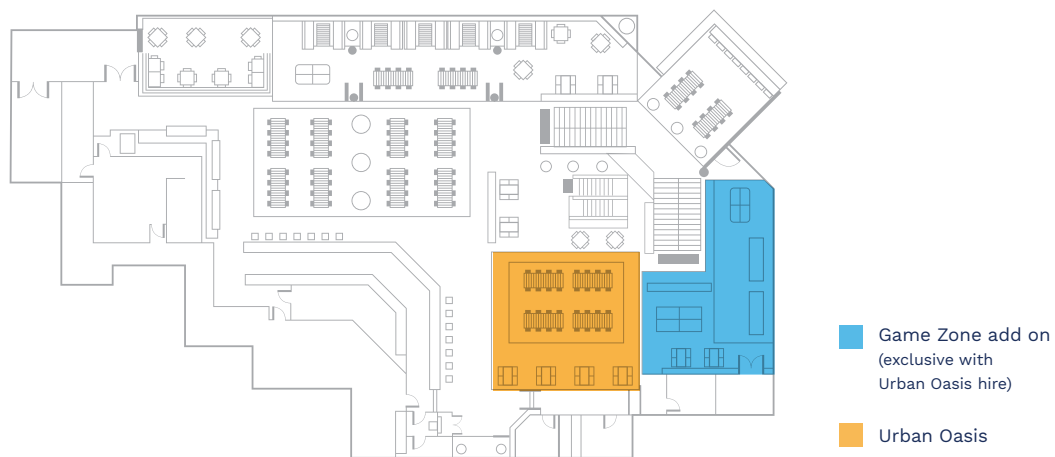 Game Zone add on
(exclusive with
Urban Oasis hire)
Urban Oasis